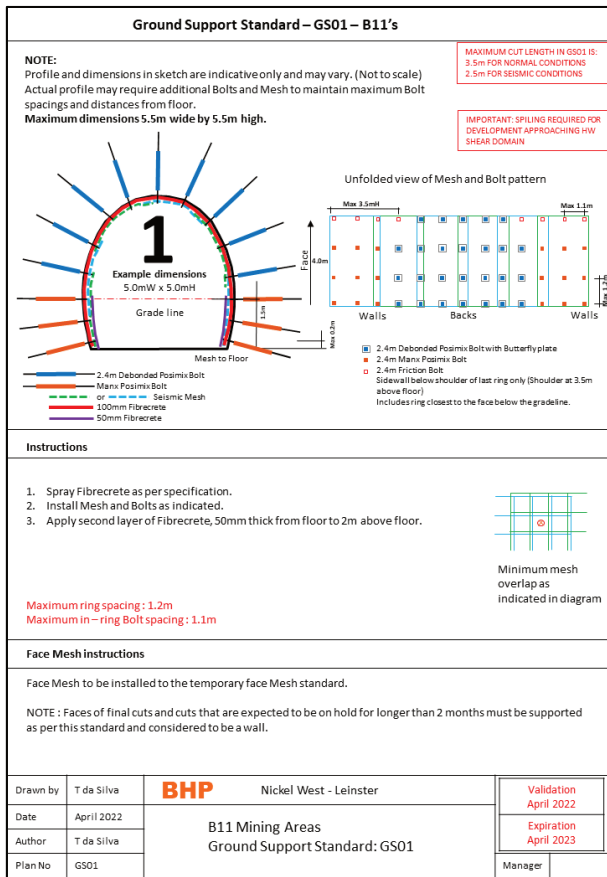 Ground Support Standard – GS01 – B11's
NOTE:
Profile and dimensions in sketch are indicative only and may vary. (Not to scale)
Actual profile may require additional Bolts and Mesh to maintain maximum Bolt
spacings and distances from floor.
Maximum dimensions 5.5m wide by 5.5m high.
MAXIMUM CUT LENGTH IN GS01 IS:
3.5m FOR NORMAL CONDITIONS
2.5m FOR SEISMIC CONDITIONS
IMPORTANT: SPILING REQUIRED FOR
DEVELOPMENT APPROACHING HW
SHEAR DOMAIN
1
Example dimensions
5.0mW x 5.0mH
Grade line
1.5m
Max 0.2m
Mesh to Floor
2.4m Debonded Posimix Bolt
Manx Posimix Bolt
or
Seismic Mesh
100mm Fibrecrete
50mm Fibrecrete
Unfolded view of Mesh and Bolt pattern
Max 3.5mH
Max 1.1m
Face
4.0m
Max 1.2m
Walls
Backs
Walls
2.4m Debonded Posimix Bolt with Butterfly plate
2.4m Manx Posimix Bolt
2.4m Friction Bolt
Sidewall below shoulder of last ring only (Shoulder at 3.5m
above floor)
Includes ring closest to the face below the gradeline.
Instructions
1. Spray Fibrecrete as per specification.
2. Install Mesh and Bolts as indicated.
3. Apply second layer of Fibrecrete, 50mm thick from floor to 2m above floor.
Minimum mesh
overlap as
indicated in diagram
Maximum ring spacing : 1.2m
Maximum in – ring Bolt spacing : 1.1m
Face Mesh instructions
Face Mesh to be installed to the temporary face Mesh standard.
NOTE : Faces of final cuts and cuts that are expected to be on hold for longer than 2 months must be supported
as per this standard and considered to be a wall.
Drawn by T da Silva
Date April 2022
Author T da Silva
Plan No GS01
BHP
Nickel West - Leinster
B11 Mining Areas
Ground Support Standard: GS01
Validation
April 2022
Expiration
April 2023
Manager